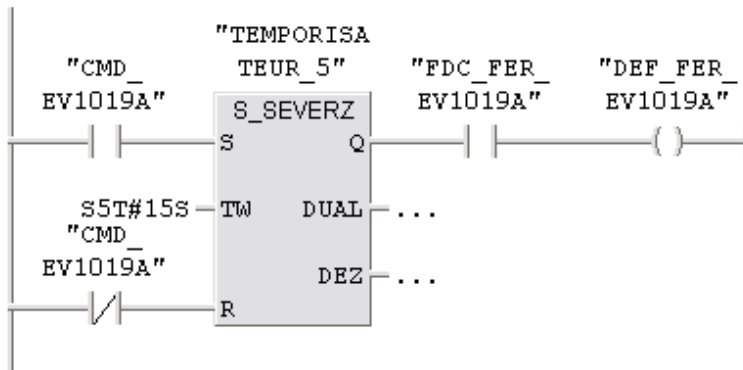 "TEMPORISA
TEUR_5"
"CMD_
EV1019A"
"FDC_FER_
EV1019A"
"DEF_FER_
EV1019A"
S_SEVERZ
S
Q
S5T#15S
TW
DUAL
...
"CMD_
EV1019A"
DEZ
...
R